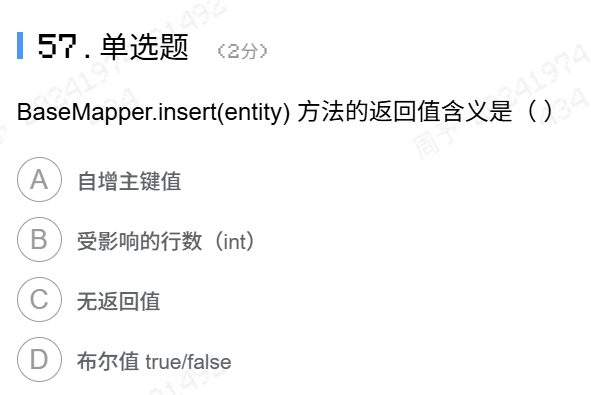 57.单选题 （2分）
BaseMapper.insert(entity) 方法的返回值含义是（ ）
A 自增主键值
B 受影响的行数（int）
C 无返回值
D 布尔值 true/false